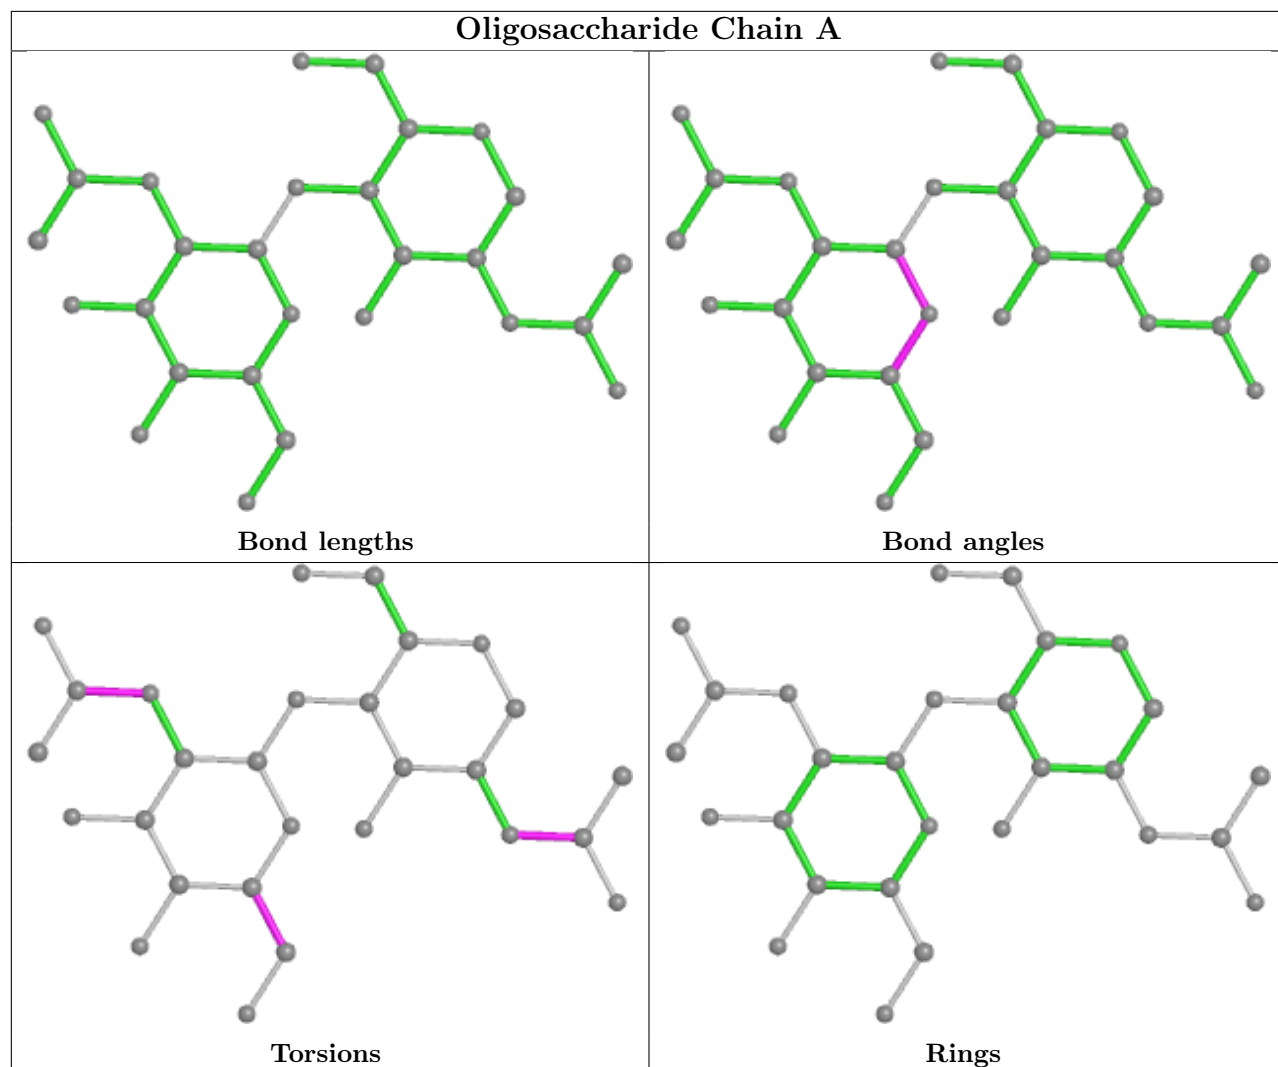 Oligosaccharide Chain A
Bond lengths
Bond angles
Torsions
Rings